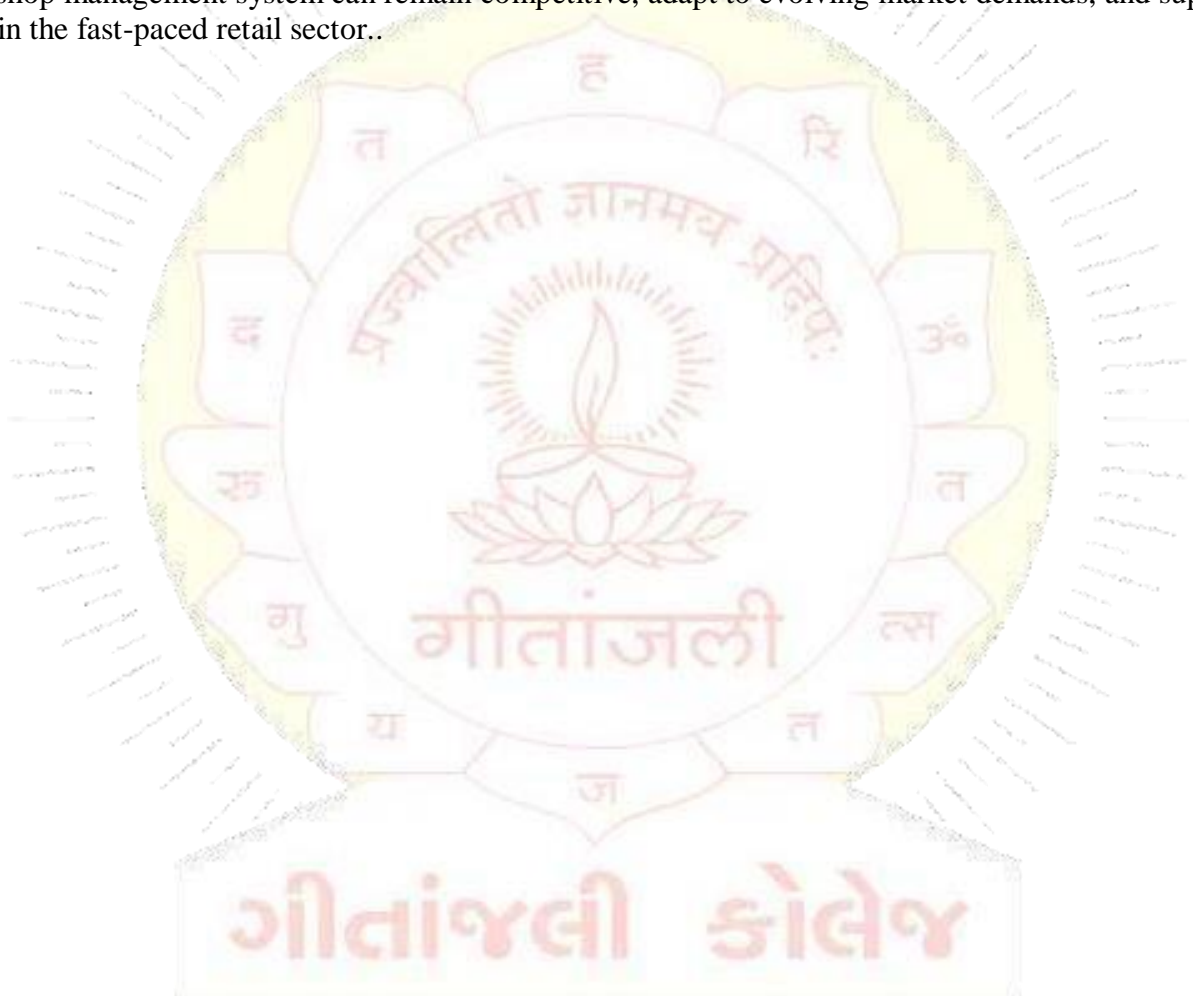 shop management system can remain competitive, adapt to evolving market demands, and sup
in the fast-paced retail sector..
ह
त
रि
प्रज्वालितो ज्ञानमय प्रदिपः
द
ॐ
रु
त
गु
गीतांजली
त्स
य
त
ज
ગીતાંજલી કોલેજ